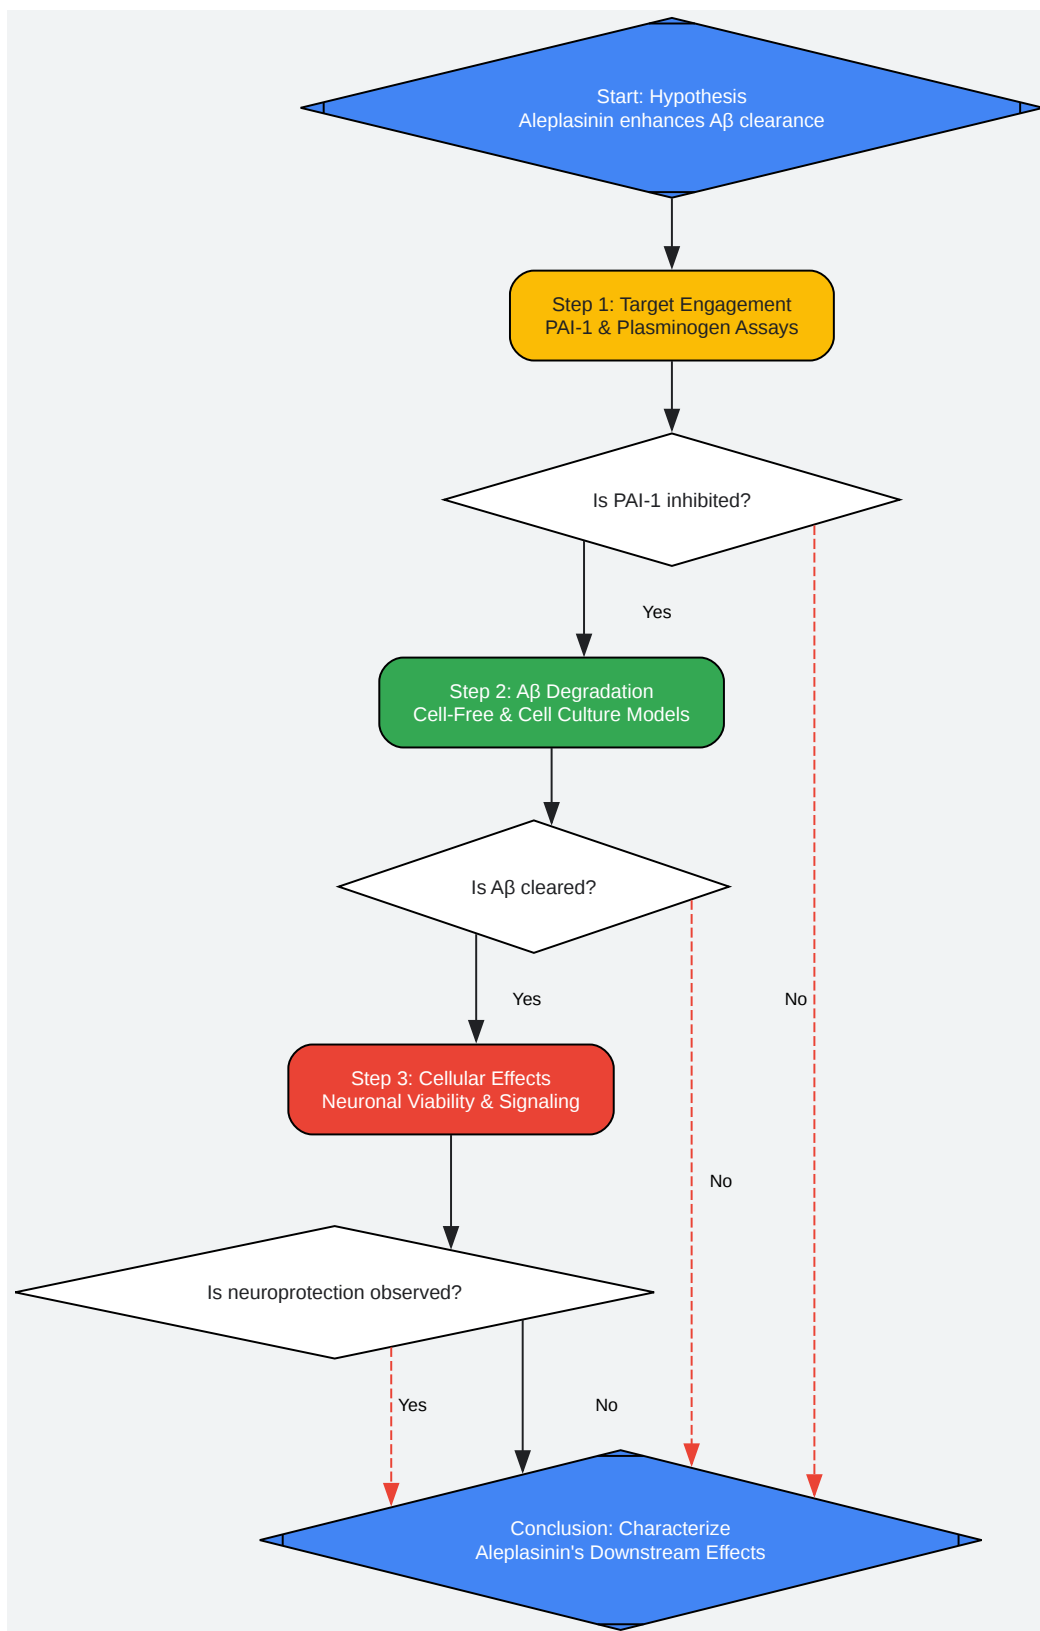 Start: Hypothesis
Aleplasinin enhances Aβ clearance
Step 1: Target Engagement
PAI-1 & Plasminogen Assays
Is PAI-1 inhibited?
Yes
Step 2: Aβ Degradation
Cell-Free & Cell Culture Models
Is Aβ cleared?
Yes
No
Step 3: Cellular Effects
Neuronal Viability & Signaling
No
Is neuroprotection observed?
Yes
No
Conclusion: Characterize
Aleplasinin's Downstream Effects